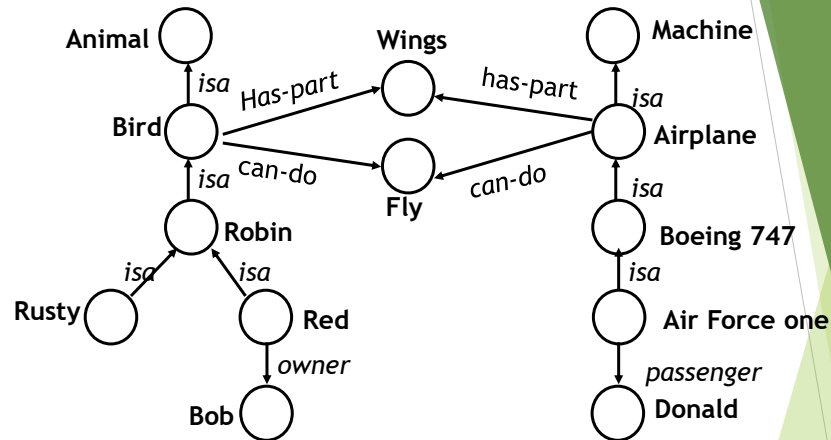 Animal
Wings
Machine
isa
Has-part
has-part
isa
Bird
Airplane
can-do
can-do
isa
isa
Fly
Robin
Boeing 747
isa
isa
isa
Rusty
Red
Air Force one
owner
passenger
Bob
Donald